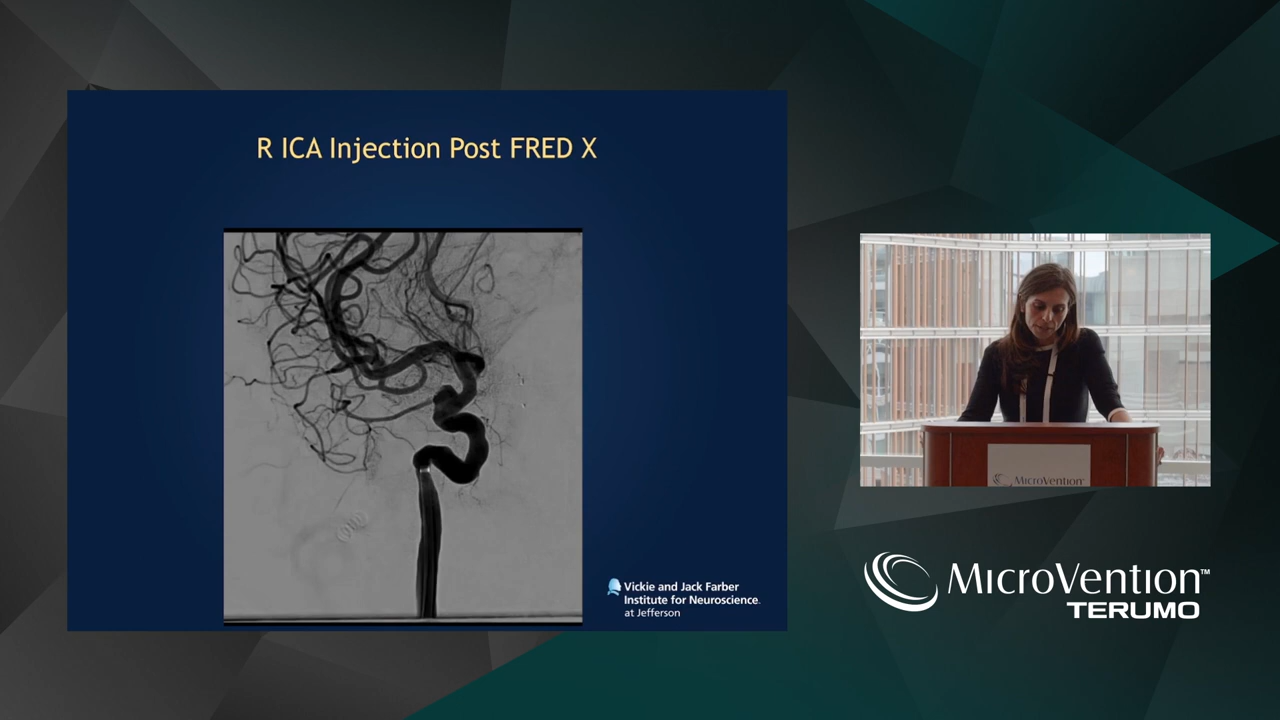 R ICA Injection Post FRED X
Vickie and Jack Farber
Institute for Neuroscience.
at Jefferson
MICROVENTION
MICROVENTION™
TERUMO